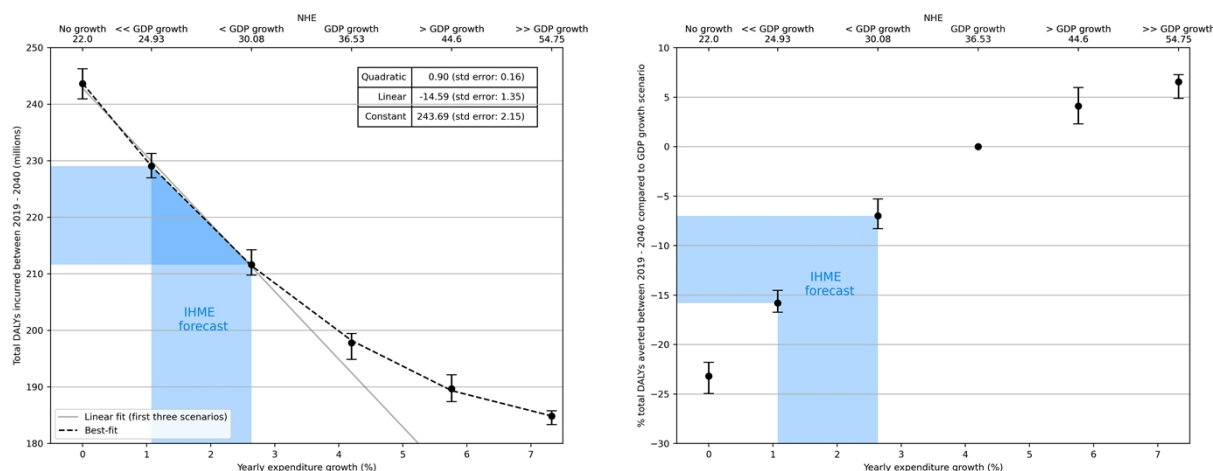 NHE
No growth << GDP growth < GDP growth GDP growth > GDP growth >> GDP growth
22.0 24.93 30.08 36.53 44.6 54.75
250
240
230
220
210
200
190
180
Total DALYs incurred between 2019 - 2040 (millions)
Quadratic 0.90 (std error: 0.16)
Linear -14.59 (std error: 1.35)
Constant 243.69 (std error: 2.15)
IHME
forecast
Linear fit (first three scenarios)
Best-fit
0 1 2 3 4 5 6 7
Yearly expenditure growth (%)
NHE
No growth << GDP growth < GDP growth GDP growth > GDP growth >> GDP growth
22.0 24.93 30.08 36.53 44.6 54.75
10
5
0
−5
−10
−15
−20
−25
−30
% total DALYs averted between 2019 - 2040 compared to GDP growth scenario
IHME
forecast
0 1 2 3 4 5 6 7
Yearly expenditure growth (%)